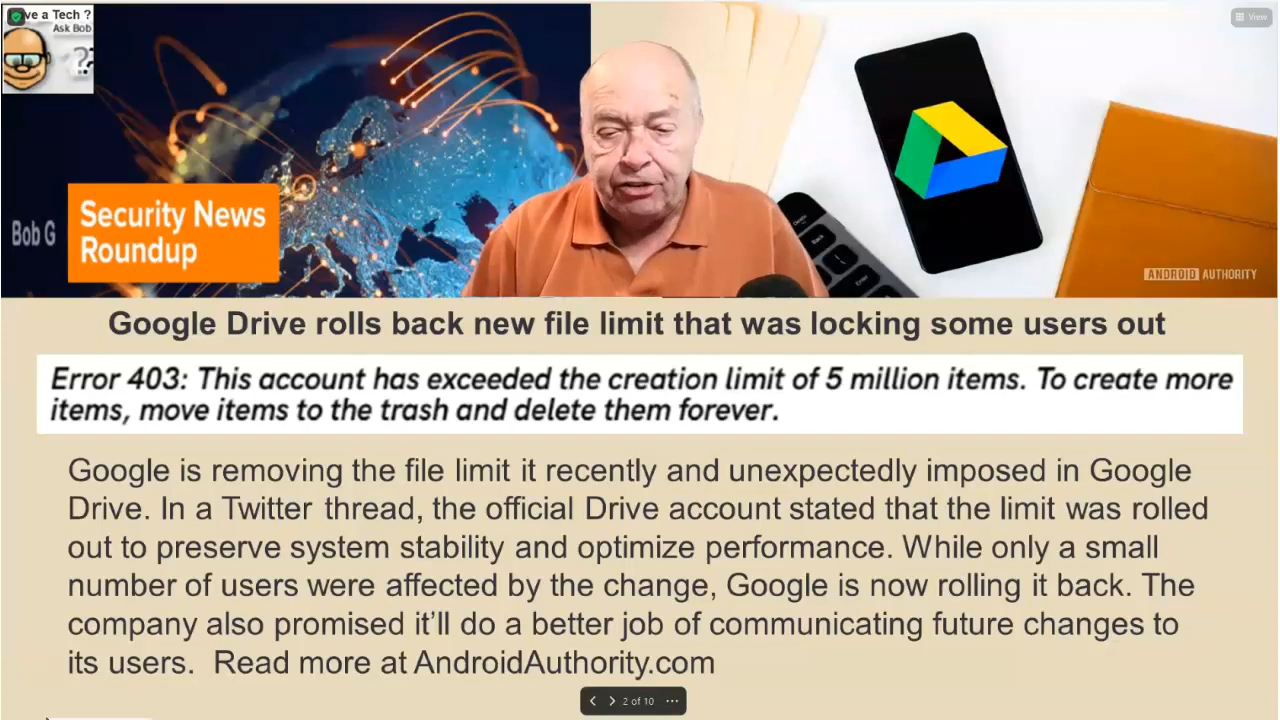 ve a Tech ?
Ask Bob
??
View
Bob G
Security News
Roundup
ANDROID AUTHORITY
Google Drive rolls back new file limit that was locking some users out
Error 403: This account has exceeded the creation limit of 5 million items. To create more
items, move items to the trash and delete them forever.
Google is removing the file limit it recently and unexpectedly imposed in Google
Drive. In a Twitter thread, the official Drive account stated that the limit was rolled
out to preserve system stability and optimize performance. While only a small
number of users were affected by the change, Google is now rolling it back. The
company also promised it’ll do a better job of communicating future changes to
its users.  Read more at AndroidAuthority.com
2 of 10